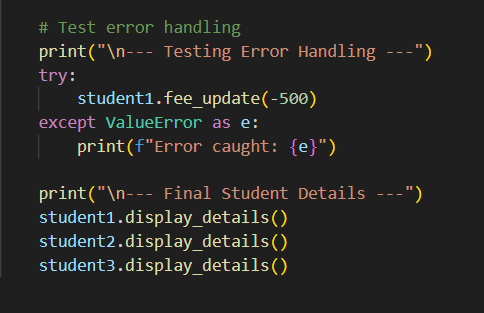 # Test error handling
print("\n--- Testing Error Handling ---")
try:
    student1.fee_update(-500)
except ValueError as e:
    print(f"Error caught: {e}")

print("\n--- Final Student Details ---")
student1.display_details()
student2.display_details()
student3.display_details()